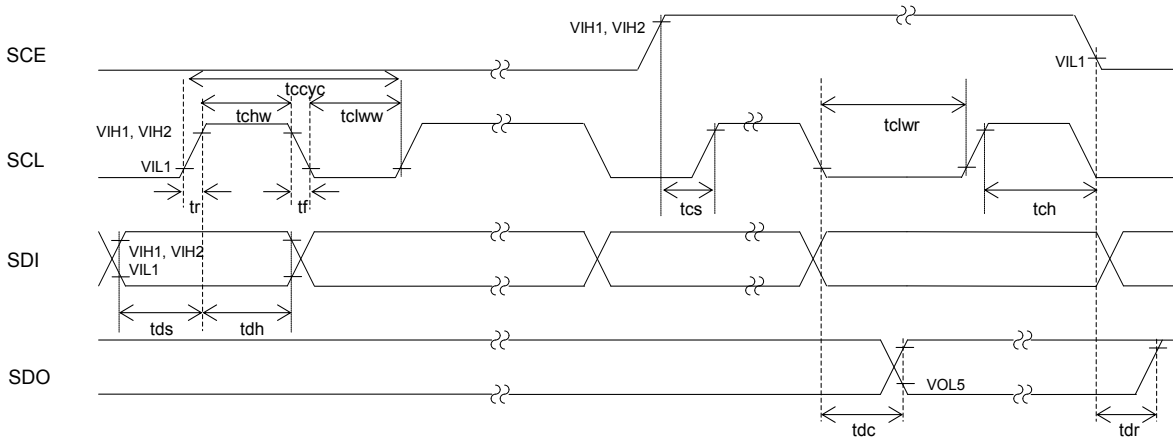 VIH1, VIH2
SCE
VIL1
tccyc
tchw
tclww
tclwr
VIH1, VIH2
SCL
VIL1
tr
tf
tcs
tch
SDI
VIH1, VIH2
VIL1
tds
tdh
SDO
VOL5
tdc
tdr